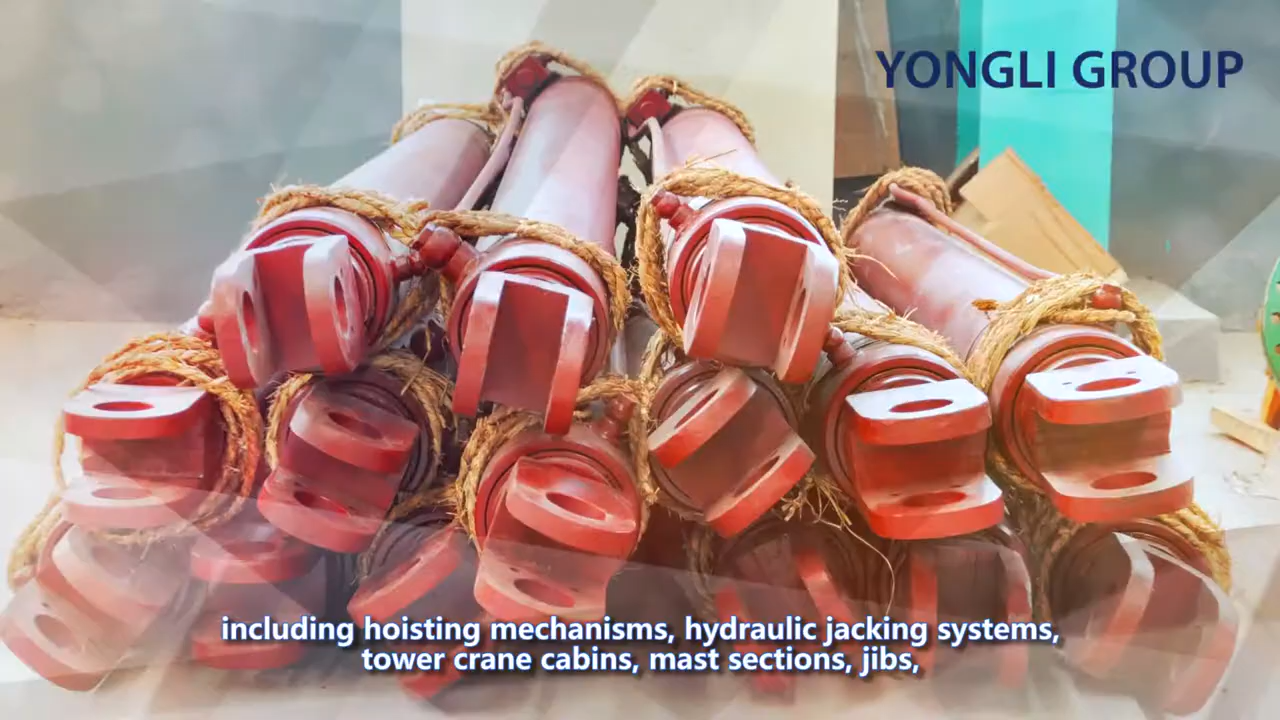 YONGLI GROUP
including hoisting mechanisms, hydraulic jacking systems,
tower crane cabins, mast sections, jibs,